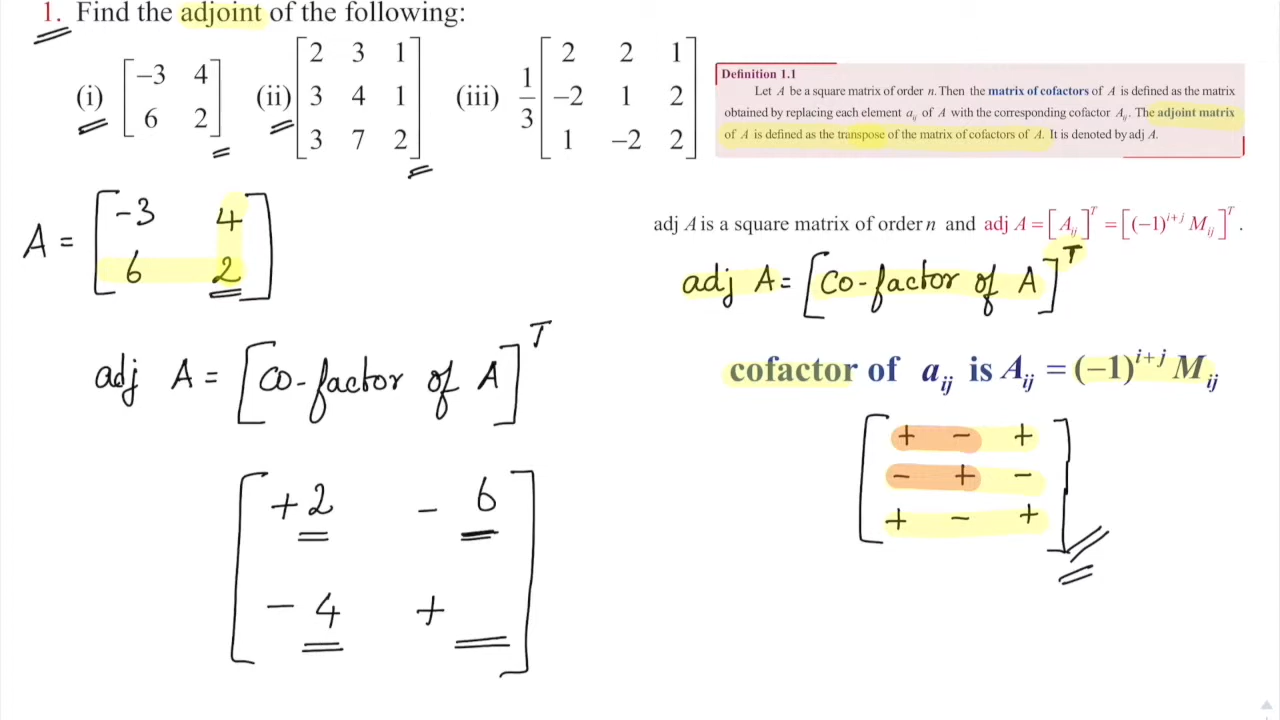 1. Find the adjoint of the following:
(i) [ −3 4 ] (ii) [ 2 3 1 ] (iii) 1/3 [ 2 2 1 ]
[ 6 2 ] [ 3 4 1 ] [ −2 1 2 ]
[ 3 7 2 ] [ 1 −2 2 ]
Definition 1.1
Let A be a square matrix of order n. Then the matrix of cofactors of A is defined as the matrix
obtained by replacing each element a_ij of A with the corresponding cofactor A_ij. The adjoint matrix
of A is defined as the transpose of the matrix of cofactors of A. It is denoted by adj A.
A = [ -3 4 ]
[ 6 2 ]
adj A is a square matrix of order n and adj A = [A_ij]^T = [(−1)^{i+j} M_ij]^T.
adj A = [Co-factor of A]^T
adj A = [Co-factor of A]^T
cofactor of a_ij is A_ij = (−1)^{i+j} M_ij
[ + - + ]
[ - + - ]
[ + - + ]
[ +2 - 6 ]
[ - 4 + ]